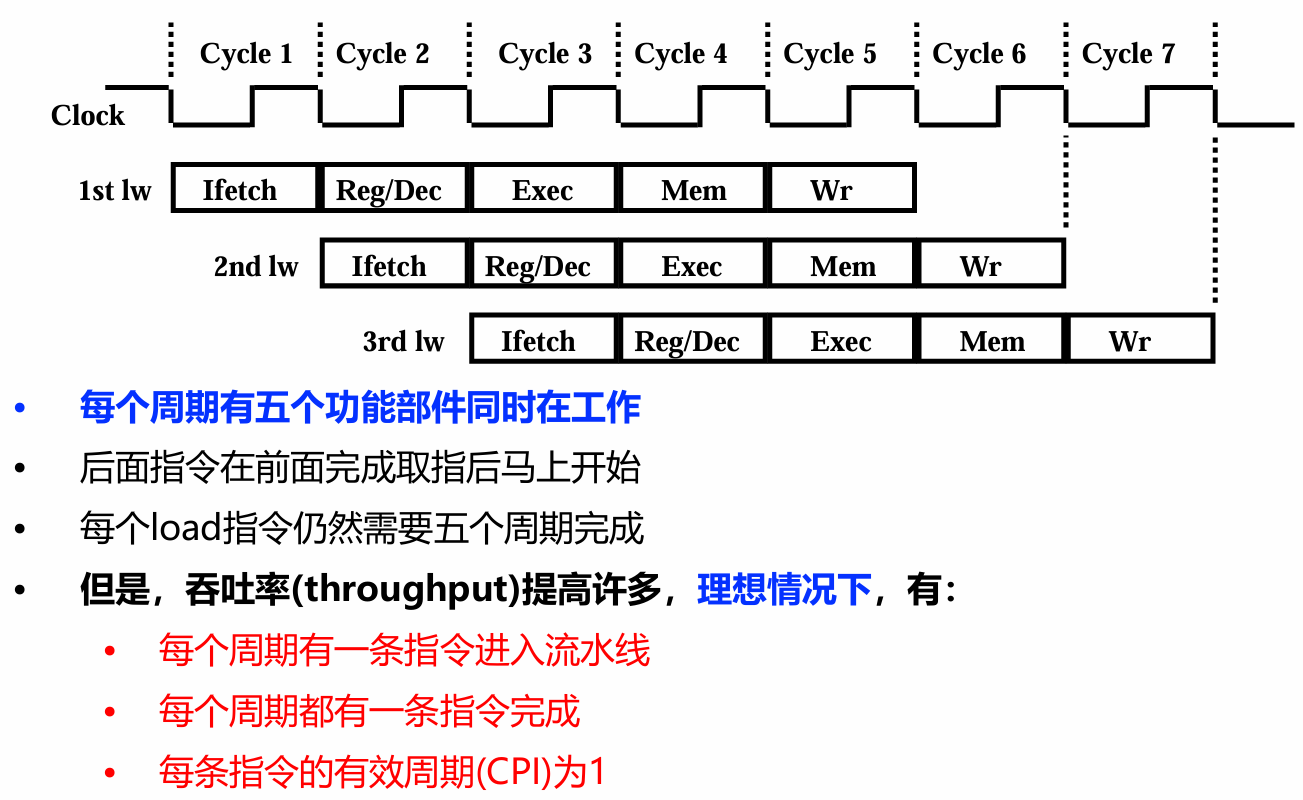 Cycle 1 Cycle 2 Cycle 3 Cycle 4 Cycle 5 Cycle 6 Cycle 7
Clock
1st lw Ifetch Reg/Dec Exec Mem Wr
2nd lw Ifetch Reg/Dec Exec Mem Wr
3rd lw Ifetch Reg/Dec Exec Mem Wr
• 每个周期有五个功能部件同时在工作
• 后面指令在前面完成取指后马上开始
• 每个load指令仍然需要五个周期完成
• 但是，吞吐率(throughput)提高许多，理想情况下，有：
• 每个周期有一条指令进入流水线
• 每个周期都有一条指令完成
• 每条指令的有效周期(CPI)为1